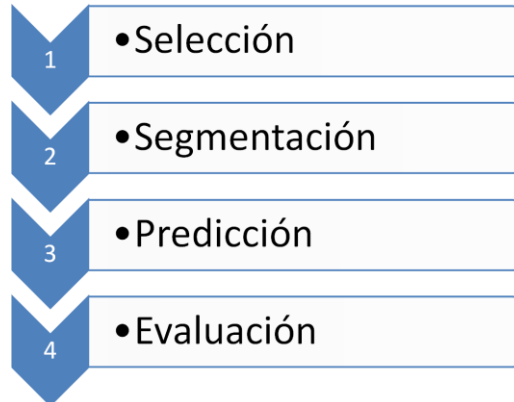 1 •Selección
2 •Segmentación
3 •Predicción
4 •Evaluación